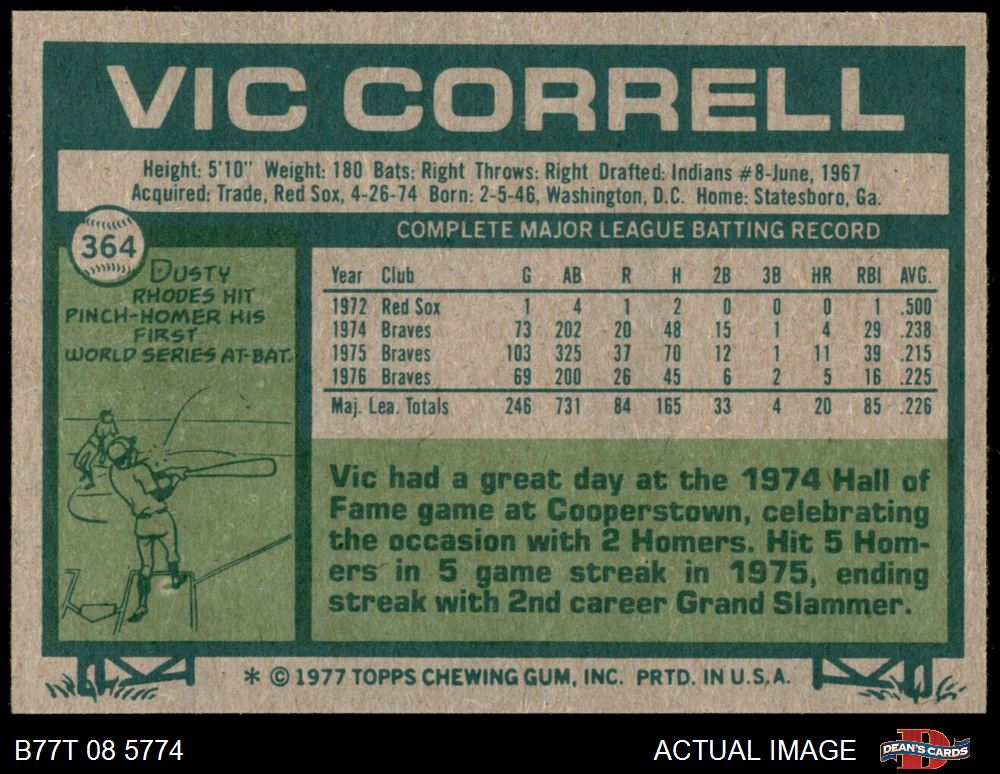 VIC CORRELL
Height: 5'10" Weight: 180 Bats: Right Throws: Right Drafted: Indians #8-June, 1967
Acquired: Trade, Red Sox, 4-26-74 Born: 2-5-46, Washington, D.C. Home: Statesboro, Ga.
364
DUSTY
RHODES HIT
PINCH-HOMER HIS
FIRST
WORLD SERIES AT-BAT.
COMPLETE MAJOR LEAGUE BATTING RECORD
Year Club G AB R H 2B 3B HR RBI AVG.
1972 Red Sox 1 4 1 2 0 0 0 1 .500
1974 Braves 73 202 20 48 15 1 4 29 .238
1975 Braves 103 325 37 70 12 1 11 39 .215
1976 Braves 69 200 26 45 6 2 5 16 .225
Maj. Lea. Totals 246 731 84 165 33 4 20 85 .226
Vic had a great day at the 1974 Hall of
Fame game at Cooperstown, celebrating
the occasion with 2 Homers. Hit 5 Hom-
ers in 5 game streak in 1975, ending
streak with 2nd career Grand Slammer.
* © 1977 TOPPS CHEWING GUM, INC. PRTD. IN U.S.A.
B77T 08 5774
ACTUAL IMAGE
D
DEAN'S CARDS